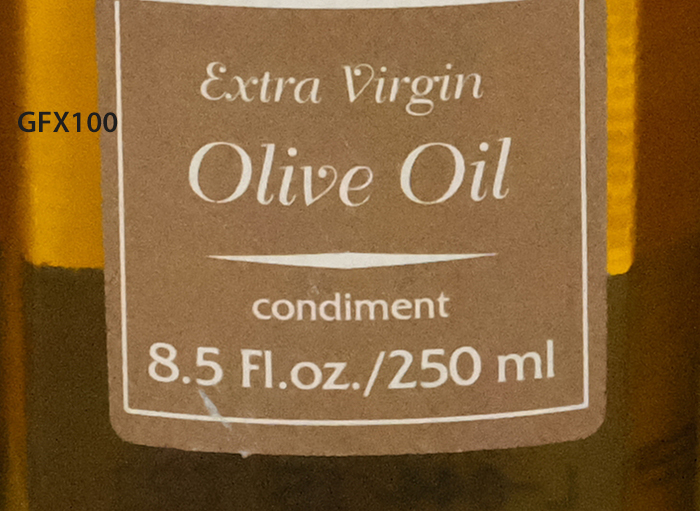 GFX100
Extra Virgin
Olive Oil
condiment
8.5 Fl.oz./250 ml